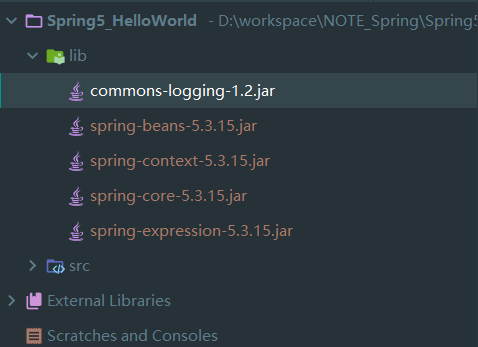 Spring5_HelloWorld - D:\workspace\NOTE_Spring\Spring5
lib
commons-logging-1.2.jar
spring-beans-5.3.15.jar
spring-context-5.3.15.jar
spring-core-5.3.15.jar
spring-expression-5.3.15.jar
src
External Libraries
Scratches and Consoles